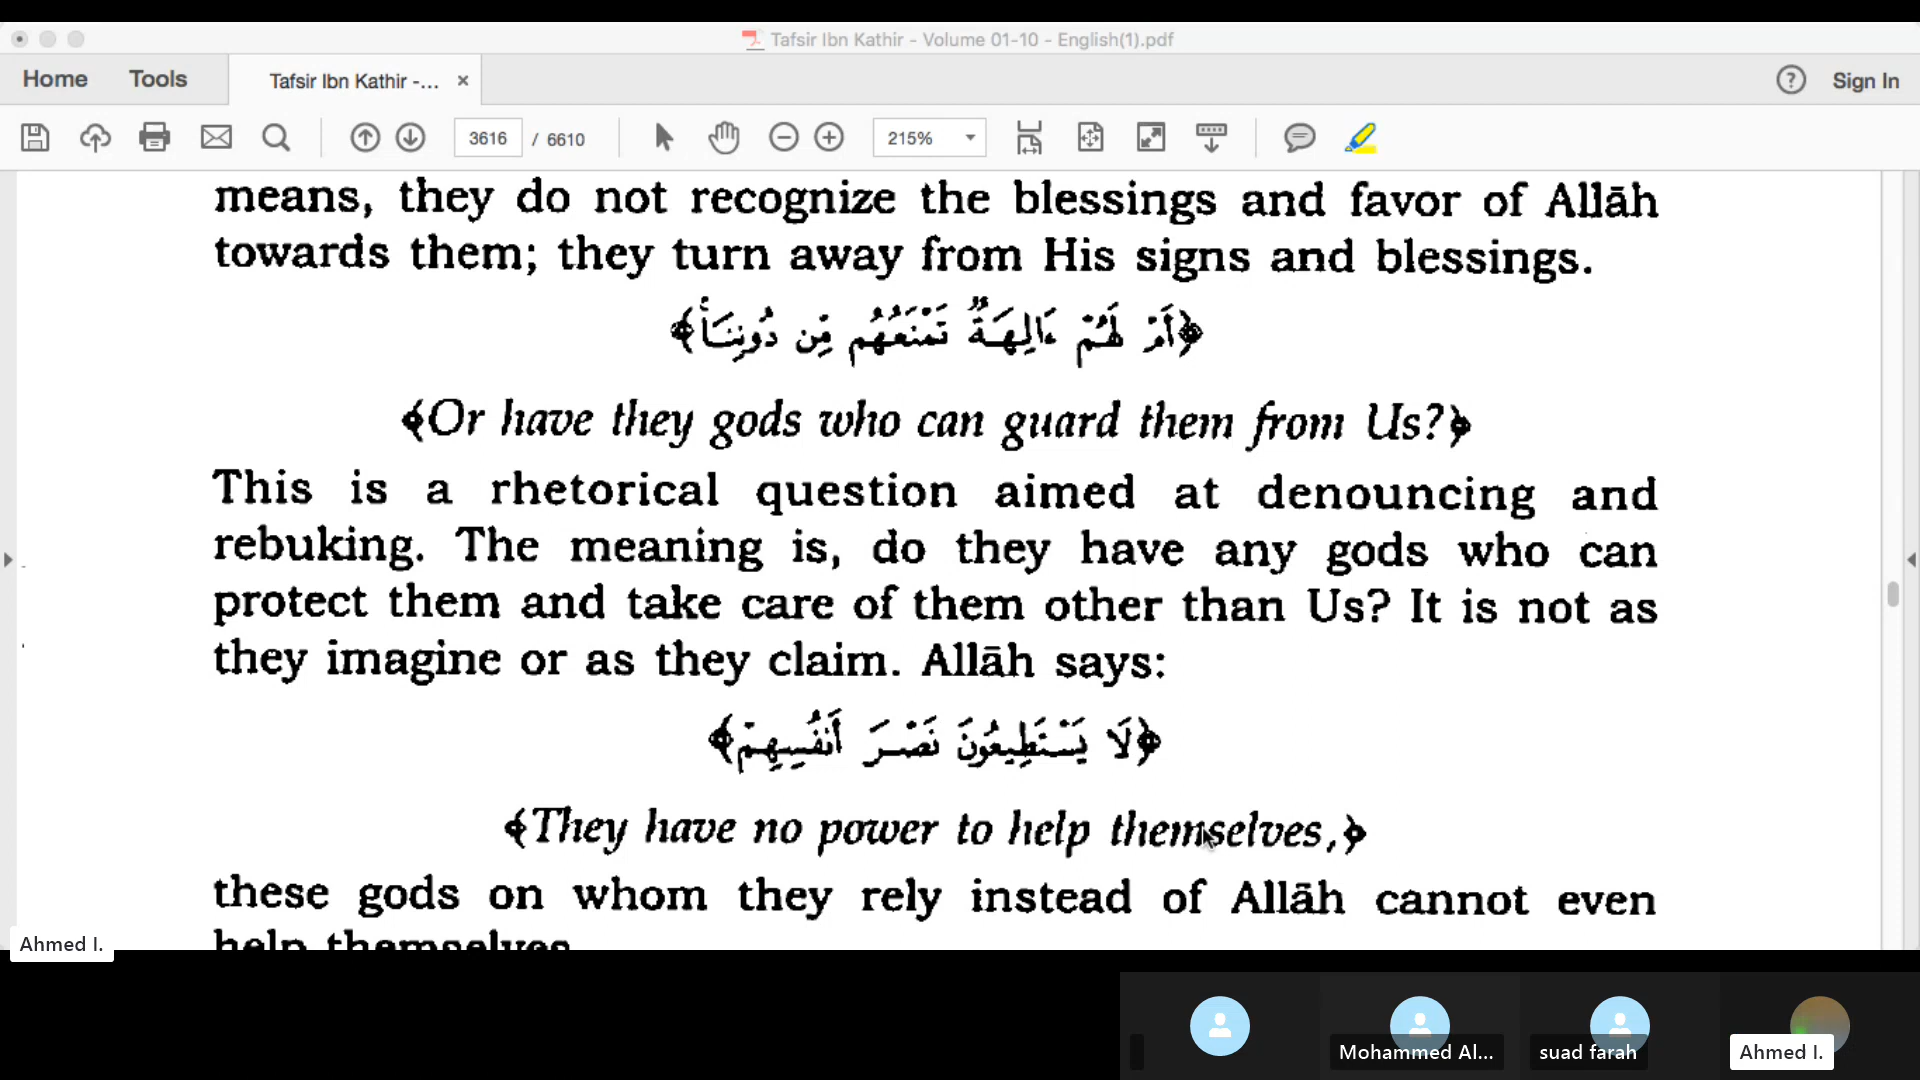 Tafsir Ibn Kathir - Volume 01-10 - English(1).pdf
Home Tools Tafsir Ibn Kathir -... × ? Sign In
3616 / 6610 215%
means, they do not recognize the blessings and favor of Allāh
towards them; they turn away from His signs and blessings.
﴿أَمْ لَهُمْ ءَالِهَةٌ تَمْنَعُهُم مِّن دُونِنَا﴾
﴾Or have they gods who can guard them from Us?﴿
This is a rhetorical question aimed at denouncing and
rebuking. The meaning is, do they have any gods who can
protect them and take care of them other than Us? It is not as
they imagine or as they claim. Allāh says:
﴿لَا يَسْتَطِيعُونَ نَصْرَ أَنفُسِهِمْ﴾
﴾They have no power to help themselves,﴿
these gods on whom they rely instead of Allāh cannot even
help themselves
Ahmed I.
Mohammed Al... suad farah Ahmed I.